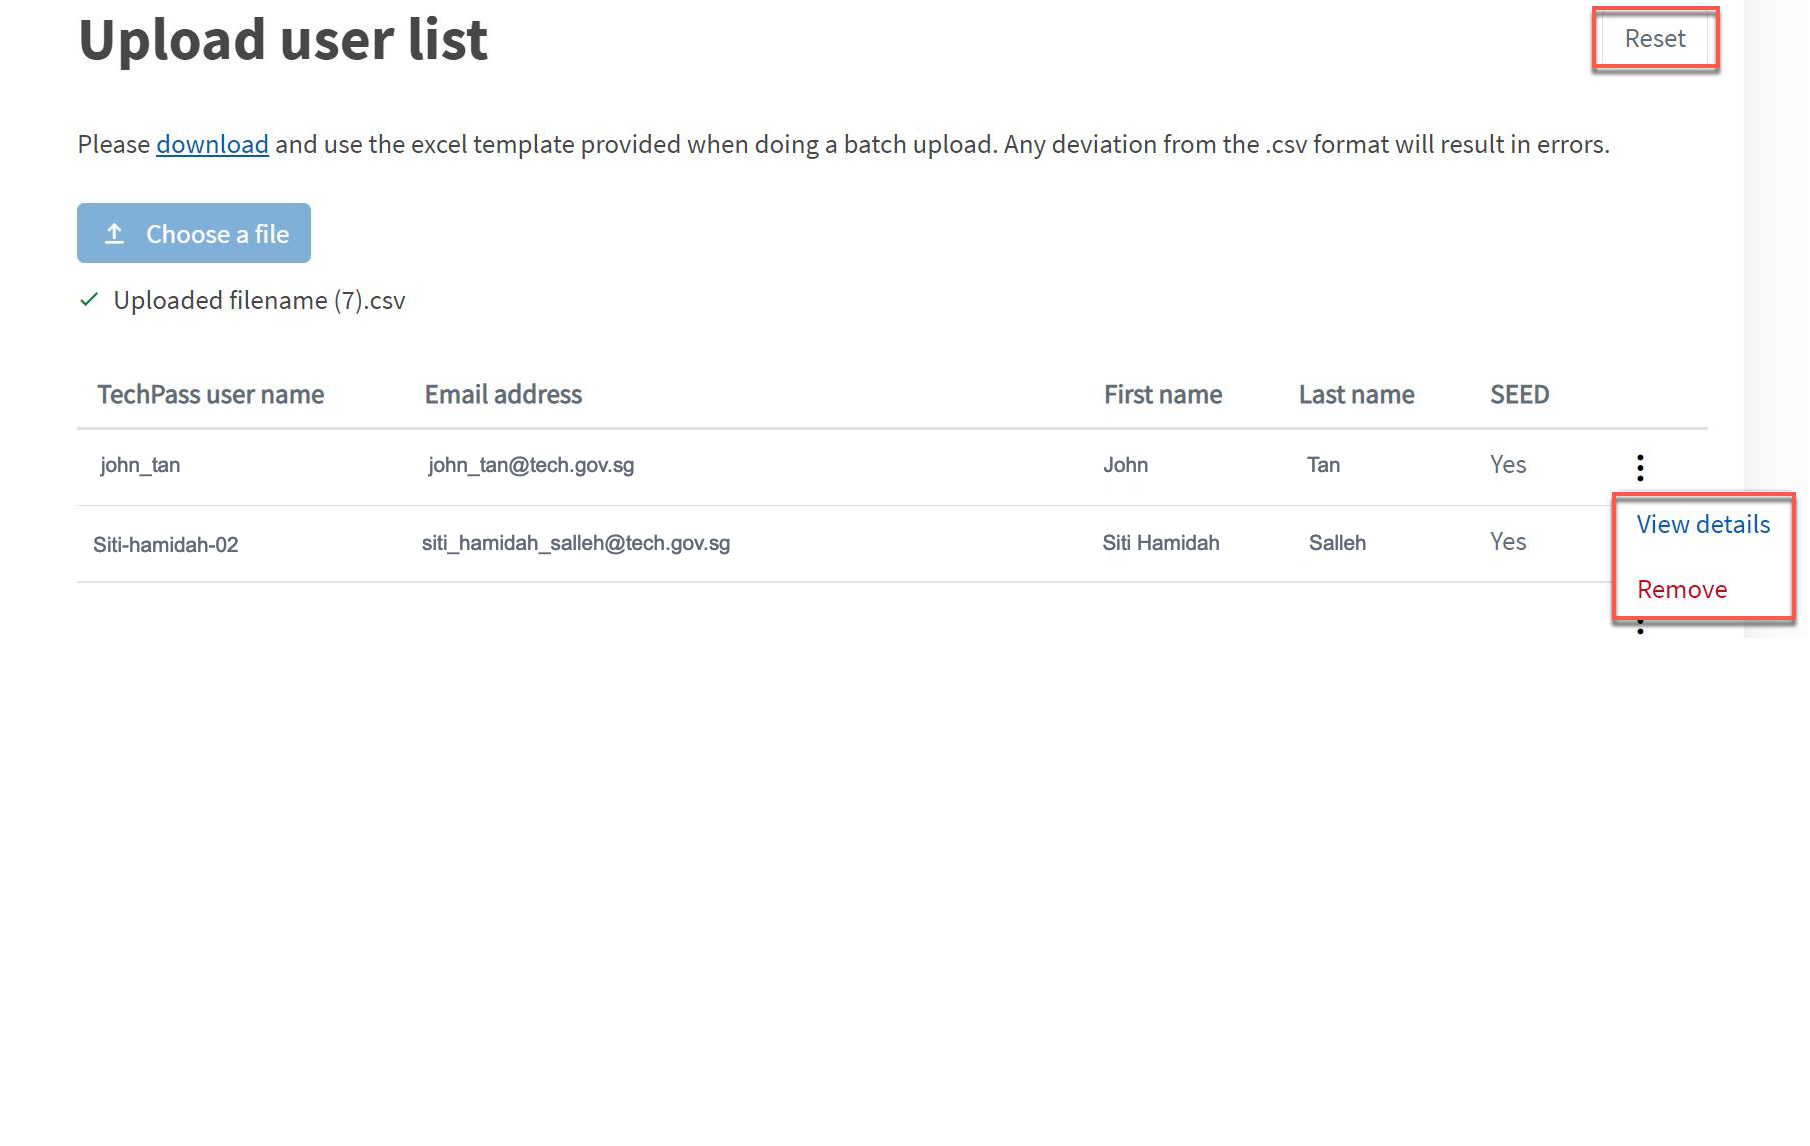 Upload user list
Reset
Please download and use the excel template provided when doing a batch upload. Any deviation from the .csv format will result in errors.
Choose a file
Uploaded filename (7).csv
TechPass user name Email address First name Last name SEED
john_tan john_tan@tech.gov.sg John Tan Yes
View details
Siti-hamidah-02 siti_hamidah_salleh@tech.gov.sg Siti Hamidah Salleh Yes
Remove